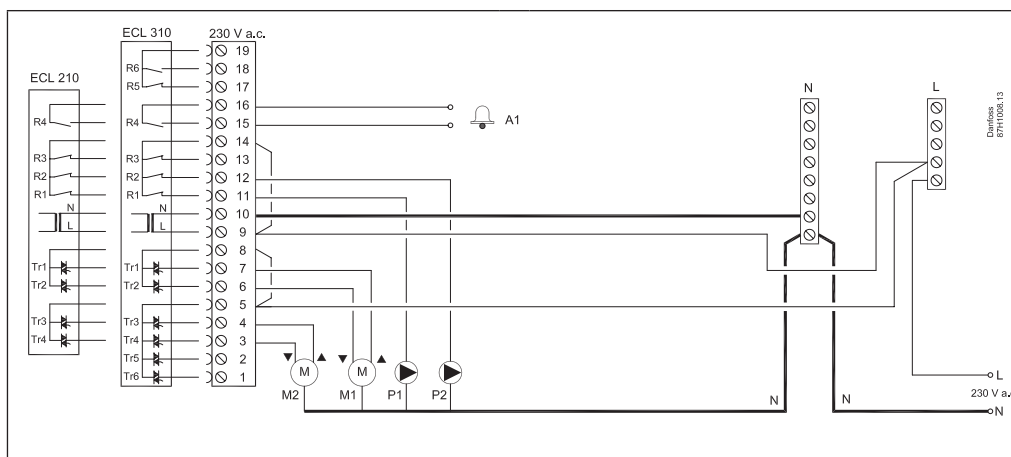 ECL 310
230 V a.c.
ECL 210
19
R6
18
R5
17
16
R4
R4
15
A1
14
R3
R3
13
R2
R2
12
R1
R1
11
N
N
10
L
L
9
8
Tr1
Tr1
7
Tr2
Tr2
6
5
Tr3
Tr3
4
Tr4
Tr4
3
Tr5
2
Tr6
1
M
M
M2
M1
P1
P2
N
L
N
N
L
230 V a.c
N
Danfoss
87H1008.13